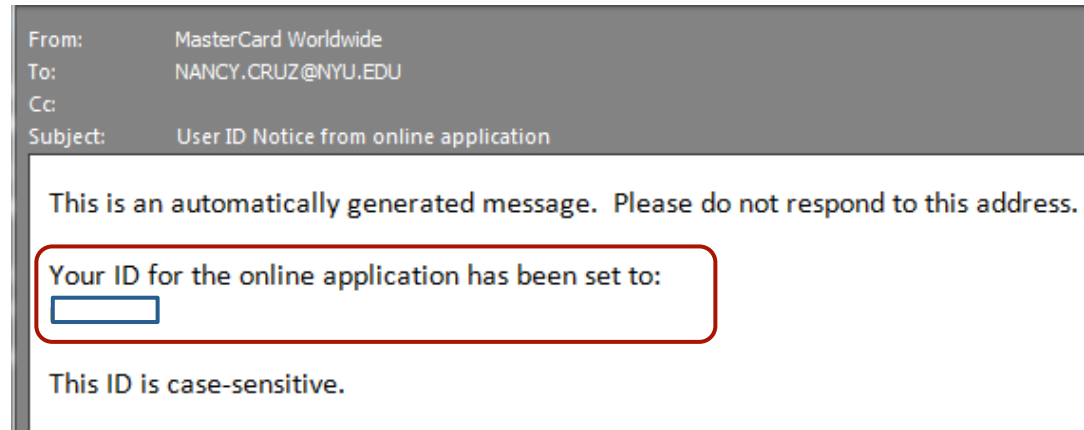 From: MasterCard Worldwide
To: NANCY.CRUZ@NYU.EDU
Cc:
Subject: User ID Notice from online application
This is an automatically generated message.  Please do not respond to this address.
Your ID for the online application has been set to:
This ID is case-sensitive.